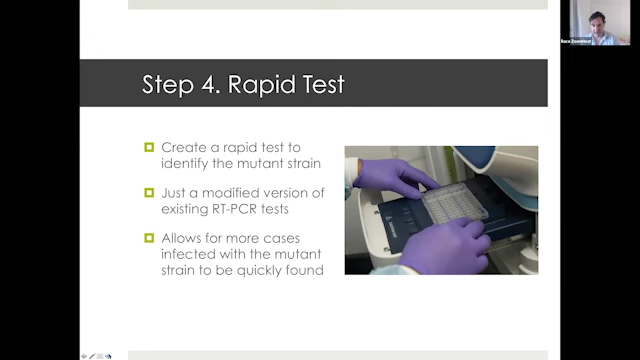 Step 4. Rapid Test
Create a rapid test to
identify the mutant strain
Just a modified version of
existing RT-PCR tests
Allows for more cases
infected with the mutant
strain to be quickly found